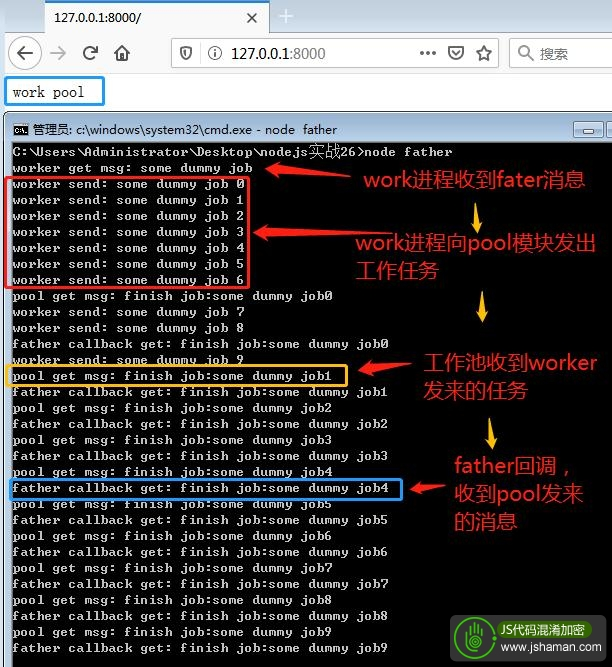 127.0.0.1:8000/
127.0.0.1:8000
搜索
work pool
管理员: c:\windows\system32\cmd.exe - node father
C:\Users\Administrator\Desktop\nodejs实战26>node father
worker get msg: some dummy job
worker send: some dummy job 0
worker send: some dummy job 1
worker send: some dummy job 2
worker send: some dummy job 3
worker send: some dummy job 4
worker send: some dummy job 5
worker send: some dummy job 6
pool get msg: finish job:some dummy job0
worker send: some dummy job 7
worker send: some dummy job 8
father callback get: finish job:some dummy job0
worker send: some dummy job 9
pool get msg: finish job:some dummy job1
father callback get: finish job:some dummy job1
pool get msg: finish job:some dummy job2
father callback get: finish job:some dummy job2
pool get msg: finish job:some dummy job3
father callback get: finish job:some dummy job3
pool get msg: finish job:some dummy job4
father callback get: finish job:some dummy job4
pool get msg: finish job:some dummy job5
father callback get: finish job:some dummy job5
pool get msg: finish job:some dummy job6
father callback get: finish job:some dummy job6
pool get msg: finish job:some dummy job7
father callback get: finish job:some dummy job7
pool get msg: finish job:some dummy job8
father callback get: finish job:some dummy job8
pool get msg: finish job:some dummy job9
father callback get: finish job:some dummy job9
work进程收到fater消息
work进程向pool模块发出
工作任务
工作池收到worker
发来的任务
father回调，
收到pool发来
的消息
JS代码混淆加密
www.jshaman.com